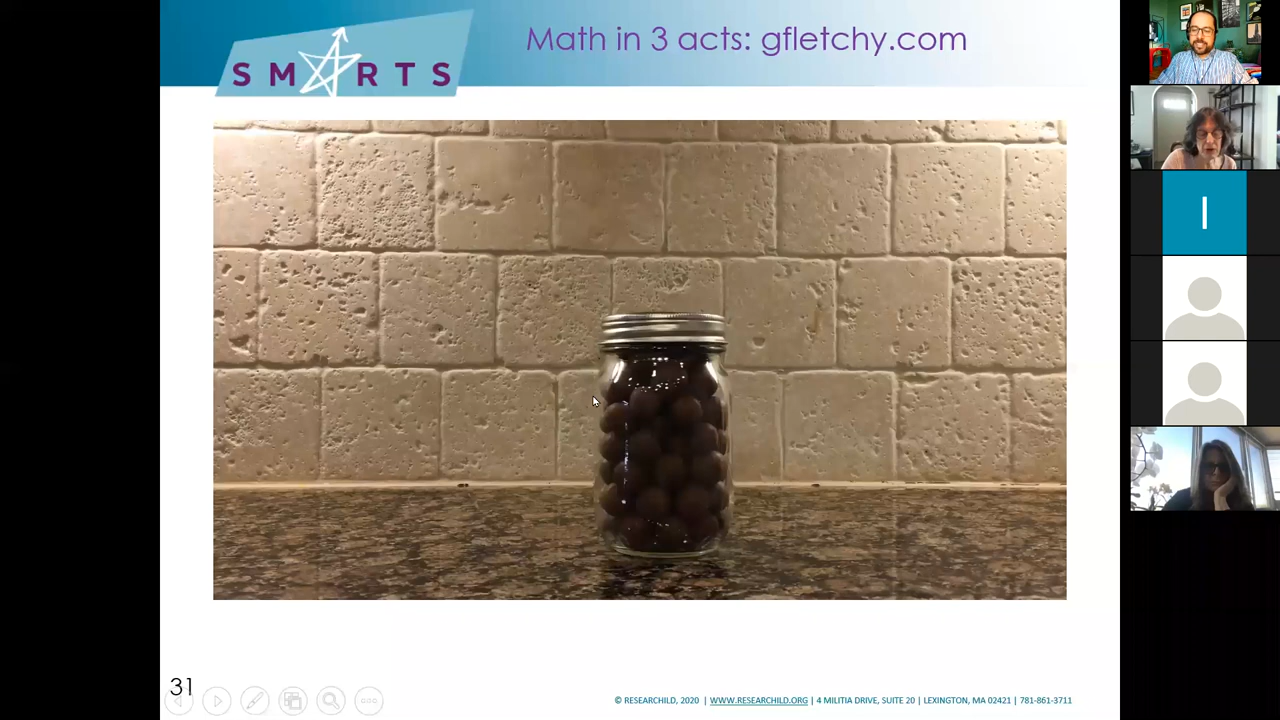 SMARTS
Math in 3 acts: gfletchy.com
I
31
© RESEARCHILD, 2020 | WWW.RESEARCHILD.ORG | 4 MILITIA DRIVE, SUITE 20 | LEXINGTON, MA 02421 | 781-861-3711